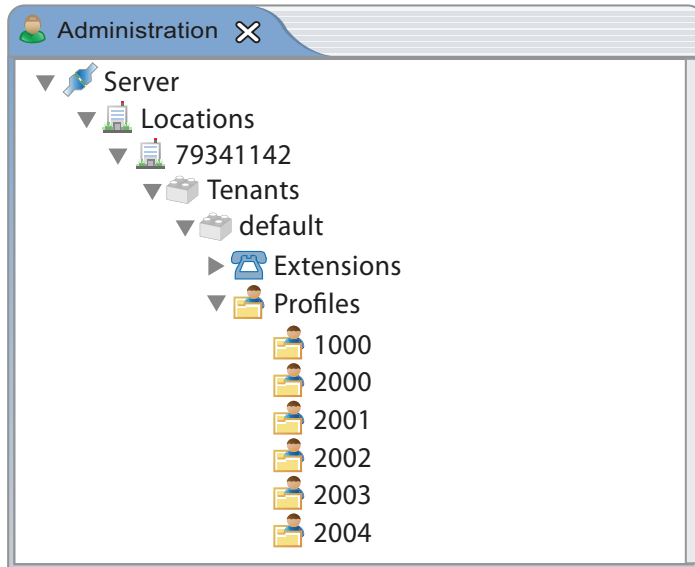 Administration
Server
Locations
79341142
Tenants
default
Extensions
Profiles
1000
2000
2001
2002
2003
2004